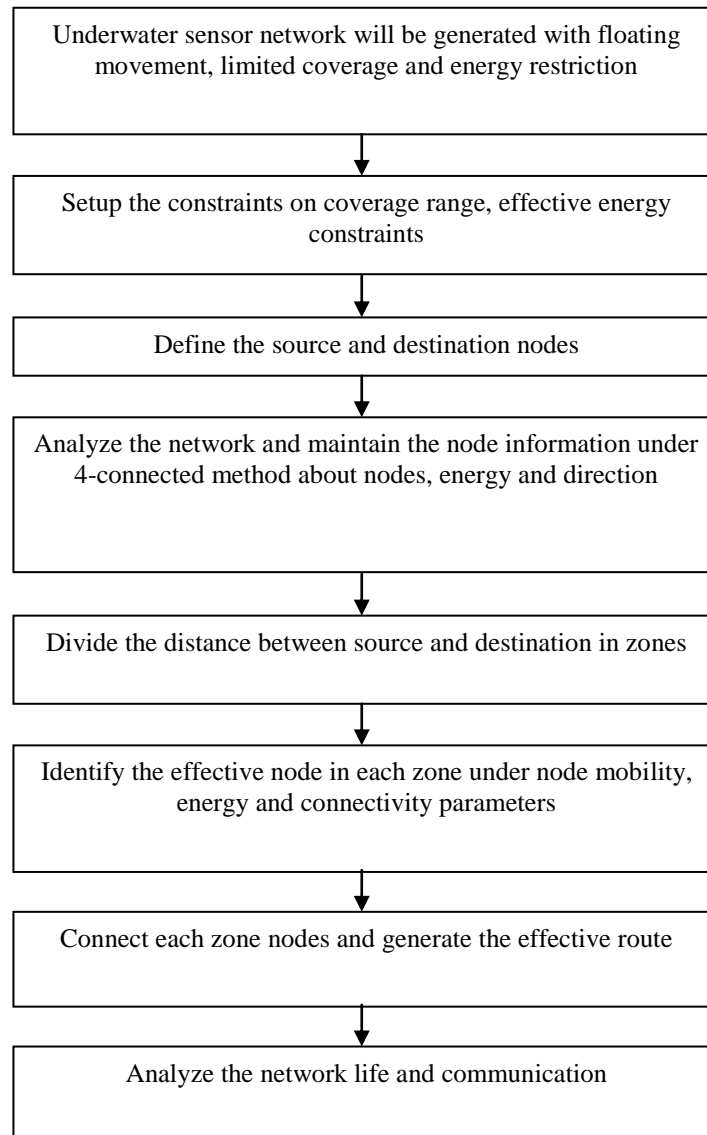 Underwater sensor network will be generated with floating
movement, limited coverage and energy restriction
Setup the constraints on coverage range, effective energy
constraints
Define the source and destination nodes
Analyze the network and maintain the node information under
4-connected method about nodes, energy and direction
Divide the distance between source and destination in zones
Identify the effective node in each zone under node mobility,
energy and connectivity parameters
Connect each zone nodes and generate the effective route
Analyze the network life and communication